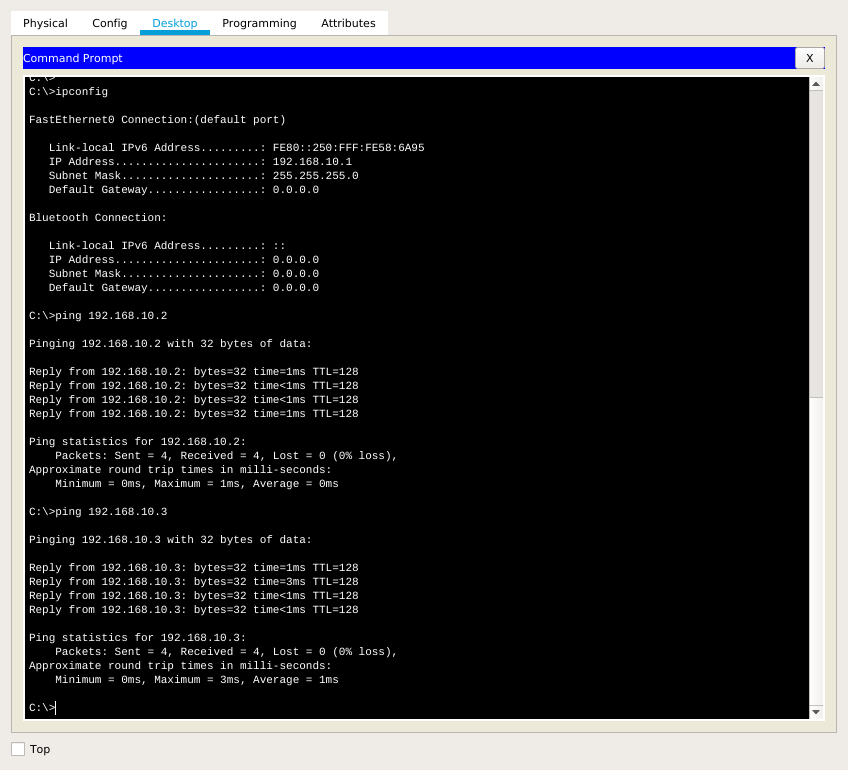 Physical Config Desktop Programming Attributes
Command Prompt X
C:\>
C:\>ipconfig
FastEthernet0 Connection:(default port)
Link-local IPv6 Address.........: FE80::250:FFF:FE58:6A95
IP Address......................: 192.168.10.1
Subnet Mask.....................: 255.255.255.0
Default Gateway.................: 0.0.0.0
Bluetooth Connection:
Link-local IPv6 Address.........: ::
IP Address......................: 0.0.0.0
Subnet Mask.....................: 0.0.0.0
Default Gateway.................: 0.0.0.0
C:\>ping 192.168.10.2
Pinging 192.168.10.2 with 32 bytes of data:
Reply from 192.168.10.2: bytes=32 time=1ms TTL=128
Reply from 192.168.10.2: bytes=32 time<1ms TTL=128
Reply from 192.168.10.2: bytes=32 time<1ms TTL=128
Reply from 192.168.10.2: bytes=32 time=1ms TTL=128
Ping statistics for 192.168.10.2:
Packets: Sent = 4, Received = 4, Lost = 0 (0% loss),
Approximate round trip times in milli-seconds:
Minimum = 0ms, Maximum = 1ms, Average = 0ms
C:\>ping 192.168.10.3
Pinging 192.168.10.3 with 32 bytes of data:
Reply from 192.168.10.3: bytes=32 time=1ms TTL=128
Reply from 192.168.10.3: bytes=32 time=3ms TTL=128
Reply from 192.168.10.3: bytes=32 time<1ms TTL=128
Reply from 192.168.10.3: bytes=32 time<1ms TTL=128
Ping statistics for 192.168.10.3:
Packets: Sent = 4, Received = 4, Lost = 0 (0% loss),
Approximate round trip times in milli-seconds:
Minimum = 0ms, Maximum = 3ms, Average = 1ms
C:\>
Top